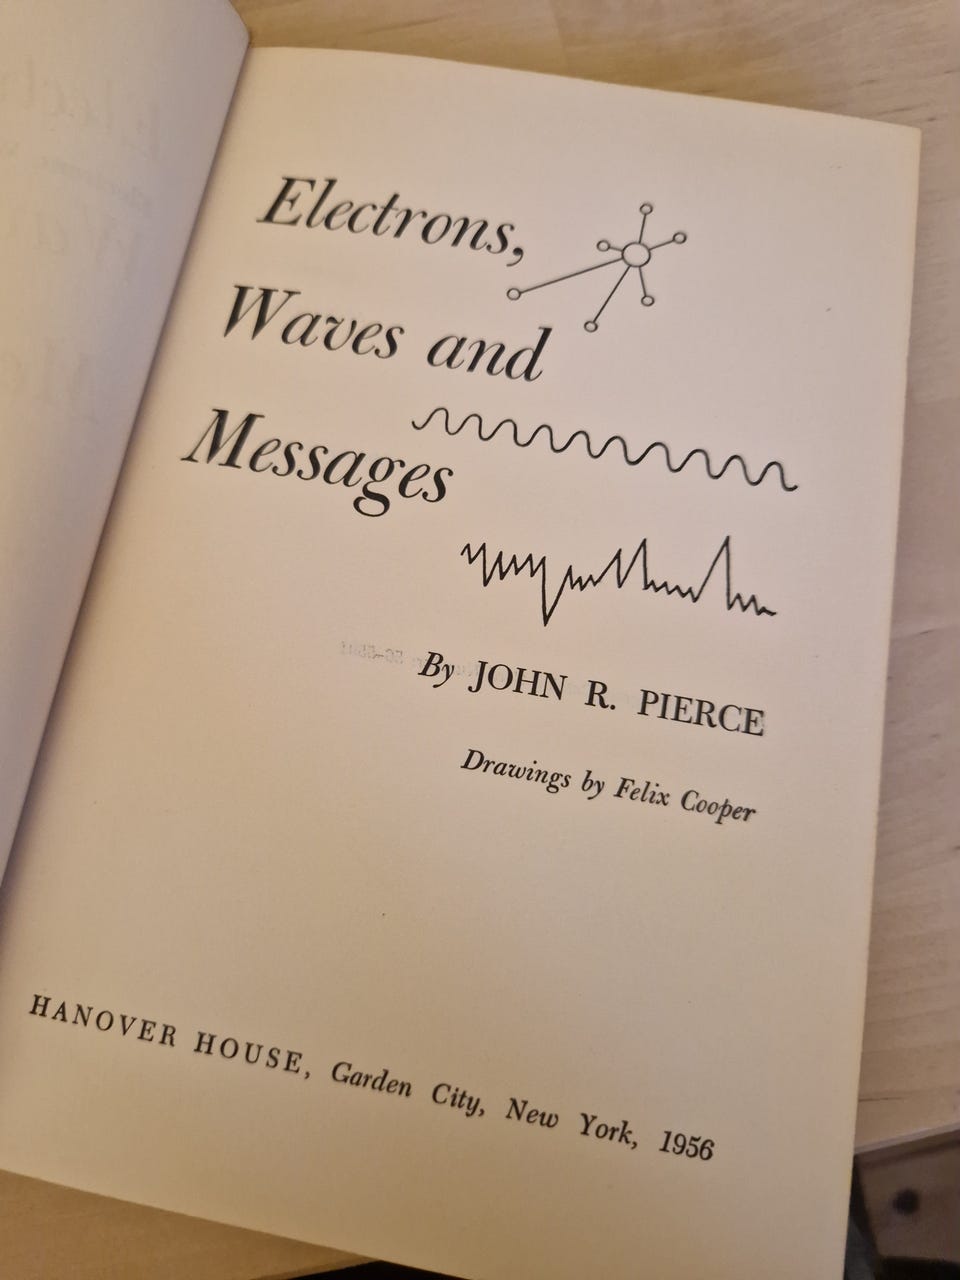 Electrons,
Waves and
Messages
By JOHN R. PIERCE
Drawings by Felix Cooper
HANOVER HOUSE, Garden City, New York, 1956